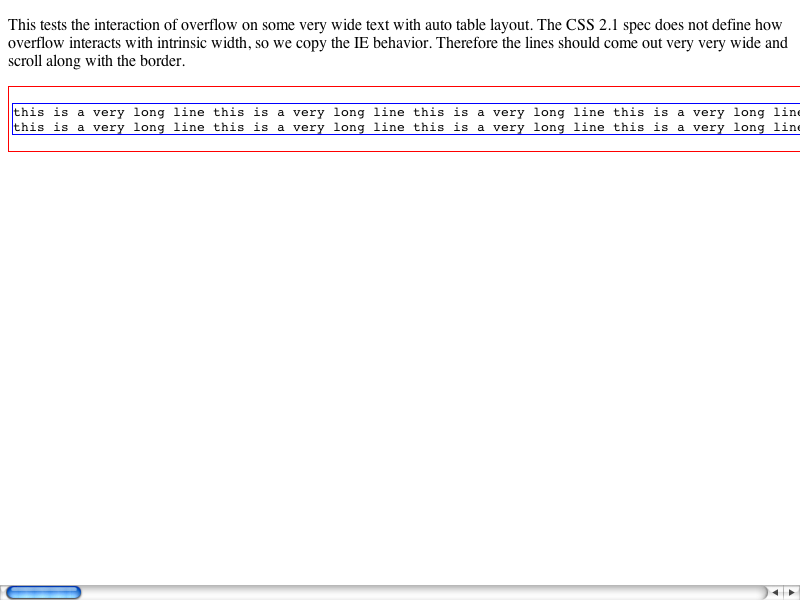 This tests the interaction of overflow on some very wide text with auto table layout. The CSS 2.1 spec does not define how
overflow interacts with intrinsic width, so we copy the IE behavior. Therefore the lines should come out very very wide and
scroll along with the border.
this is a very long line this is a very long line this is a very long line this is a very long line
this is a very long line this is a very long line this is a very long line this is a very long line